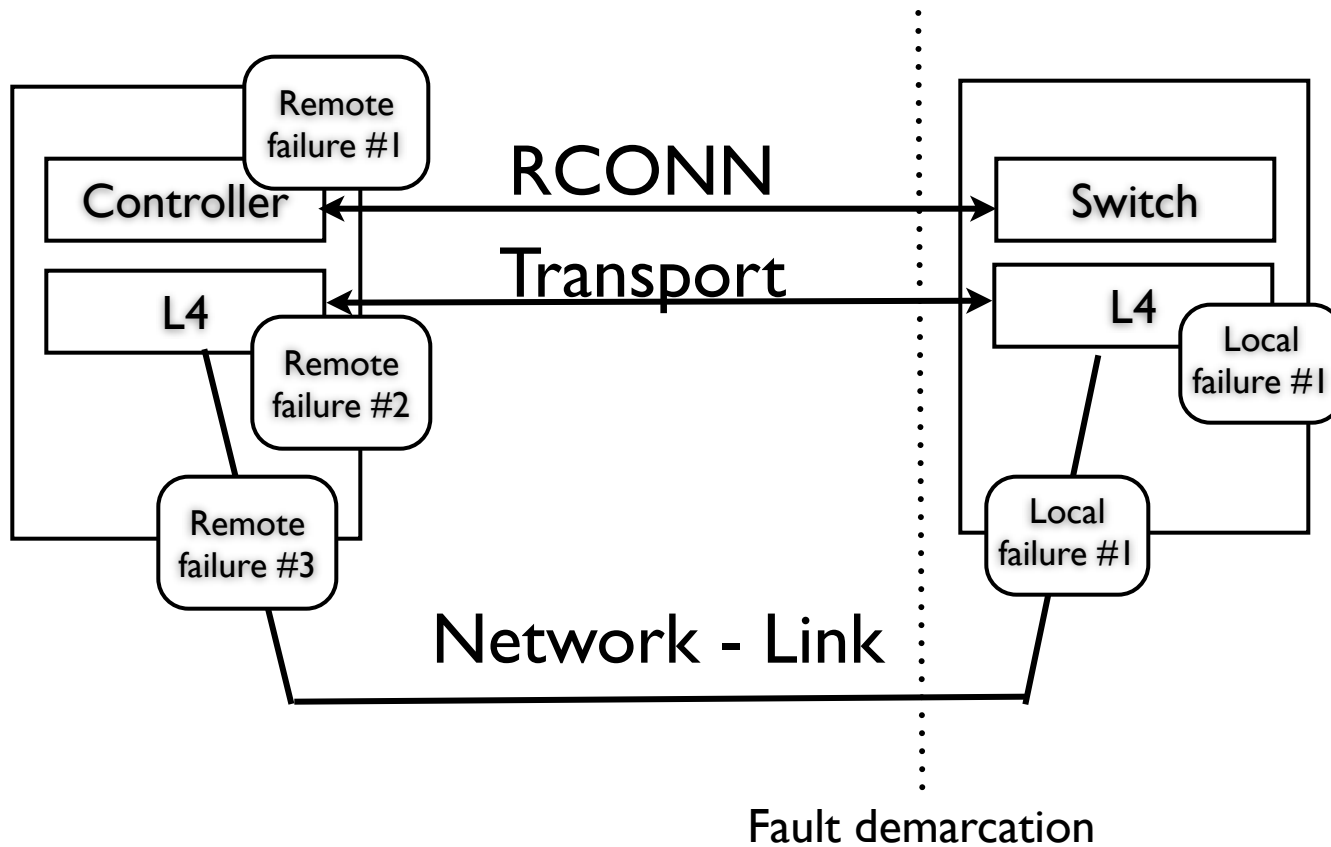 Remote
failure #1
RCONN
Controller
Switch
Transport
L4
L4
Remote
failure #2
Local
failure #1
Remote
failure #3
Local
failure #1
Network - Link
Fault demarcation